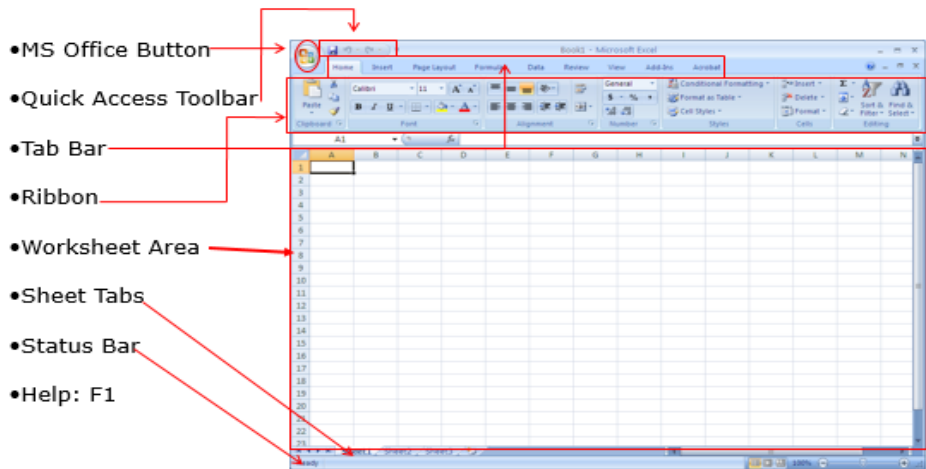 •MS Office Button
•Quick Access Toolbar
•Tab Bar
•Ribbon
•Worksheet Area
•Sheet Tabs
•Status Bar
•Help: F1
Book1 - Microsoft Excel
Home Insert Page Layout Formulas Data Review View Add-Ins Acrobat
Calibri 11 A A General Conditional Formatting Insert Σ
Paste B I U A $ % , Format as Table Delete Sort & Find &
Cell Styles Format Filter Select
Clipboard Font Alignment Number Styles Cells Editing
A1 fx
A B C D E F G H I J K L M N
1
2
3
4
5
6
7
8
9
10
11
12
13
14
15
16
17
18
19
20
21
22
23
Sheet2 Sheet3
100%